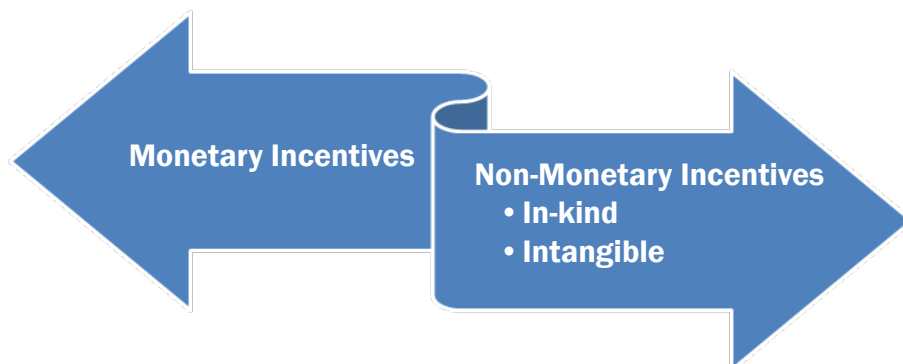 Monetary Incentives
Non-Monetary Incentives
• In-kind
• Intangible